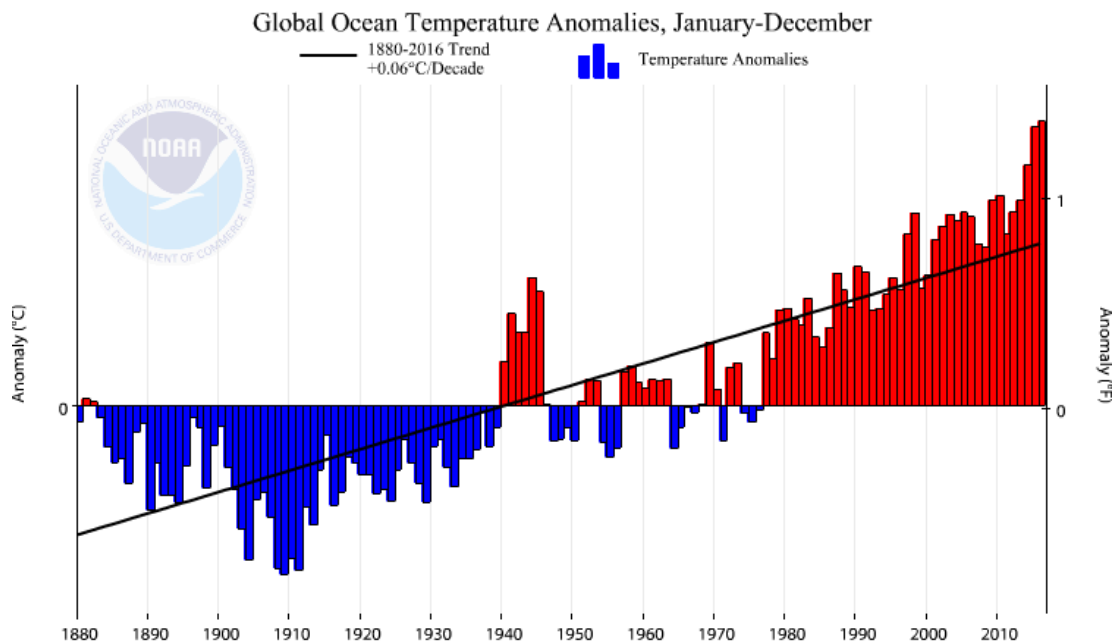 Global Ocean Temperature Anomalies, January-December
1880-2016 Trend
+0.06°C/Decade
Temperature Anomalies
NATIONAL OCEANIC AND ATMOSPHERIC ADMINISTRATION
NOAA
U.S. DEPARTMENT OF COMMERCE
Anomaly (°C)
0
1
0
Anomaly (°F)
1880 1890 1900 1910 1920 1930 1940 1950 1960 1970 1980 1990 2000 2010